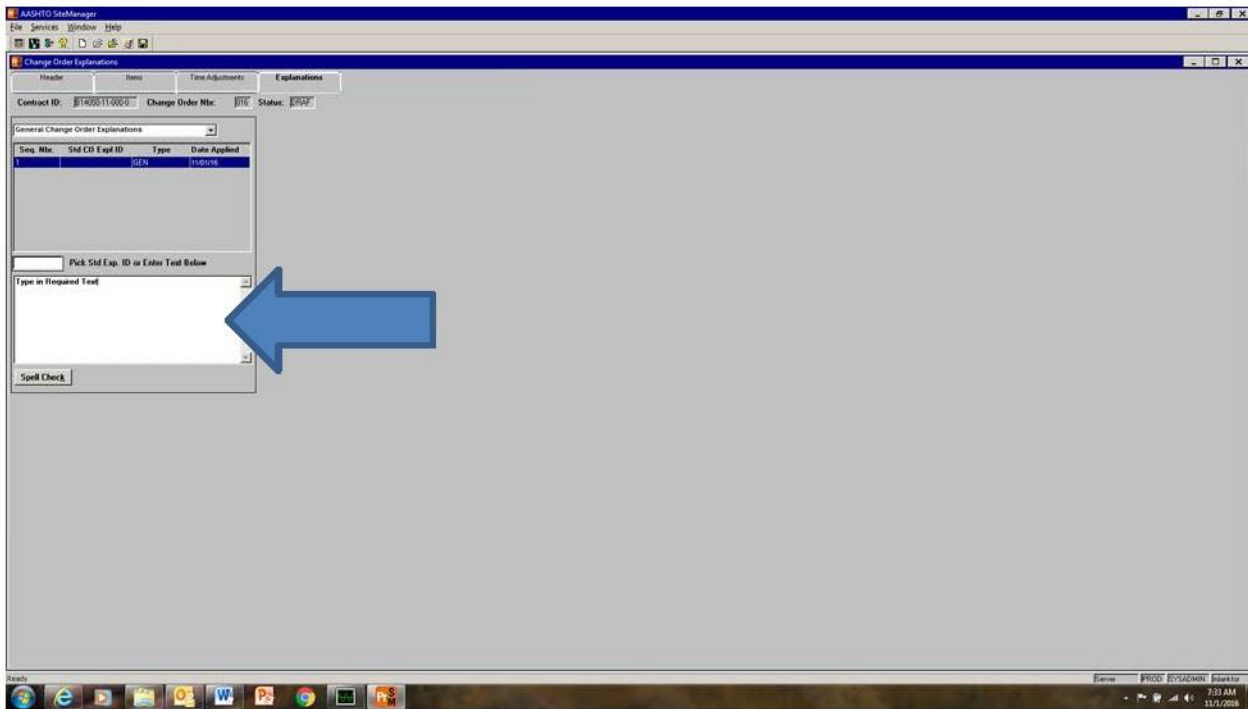 AASHTO SiteManager
File Services Window Help
Change Order Explanations
Header Items Time Adjustments Explanations
Contract ID: Change Order Nbr: 016 Status: DRAF
General Change Order Explanations
Seq. Nbr. Std CO Expl ID Type Date Applied
1 GEN 11/01/16
Pick Std Exp. ID or Enter Text Below
Type in Required Text
Spell Check
Ready Server PROD SYSADMIN
7:33 AM
11/1/2016